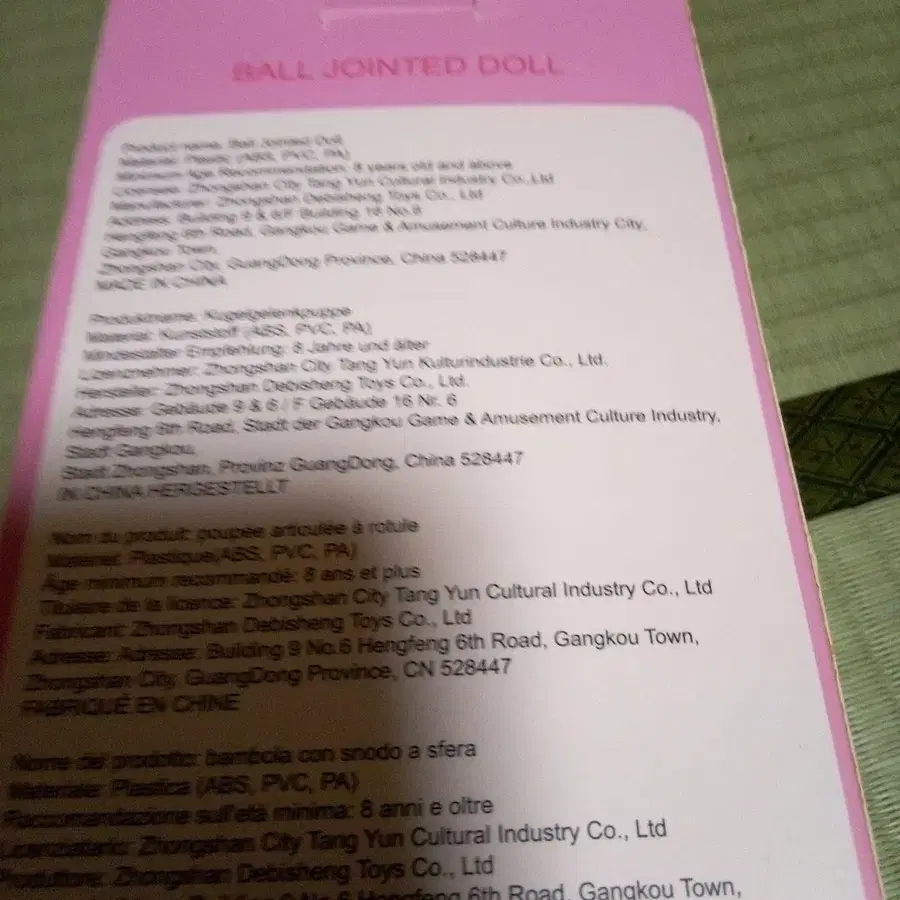 BALL JOINTED DOLL
Product name: Ball Jointed Doll
Material: Plastic (ABS, PVC, PA)
Minimum Age Recommendation: 8 years old and above
Licensee: Zhongshan City Tang Yun Cultural Industry Co.,Ltd
Manufacturer: Zhongshan Debisheng Toys Co., Ltd
Address: Building 9 & 6/F Building 16 No.6
Hengfeng 6th Road, Gangkou Game & Amusement Culture Industry City,
Gangkou Town,
Zhongshan City, GuangDong Province, China 528447
MADE IN CHINA
Produktname: Kugelgelenkpuppe
Material: Kunststoff (ABS, PVC, PA)
Mindestalter Empfehlung: 8 Jahre und älter
Lizenznehmer: Zhongshan City Tang Yun Kulturindustrie Co., Ltd.
Hersteller: Zhongshan Debisheng Toys Co., Ltd.
Adresse: Gebäude 9 & 6 / F Gebäude 16 Nr. 6
Hengfeng 6th Road, Stadt der Gangkou Game & Amusement Culture Industry,
Stadt Gangkou,
Stadt Zhongshan, Provinz GuangDong, China 528447
IN CHINA HERGESTELLT
Nom du produit: poupée articulée à rotule
Matériel: Plastique(ABS, PVC, PA)
Âge minimum recommandé: 8 ans et plus
Titulaire de la licence: Zhongshan City Tang Yun Cultural Industry Co., Ltd
Fabricant: Zhongshan Debisheng Toys Co., Ltd
Adresse: Adresse: Building 9 No.6 Hengfeng 6th Road, Gangkou Town,
Zhongshan City, GuangDong Province, CN 528447
FABRIQUÉ EN CHINE
Nome del prodotto: bambola con snodo a sfera
Materiale: Plastica (ABS, PVC, PA)
Raccomandazione sull'età minima: 8 anni e oltre
Licenziatario: Zhongshan City Tang Yun Cultural Industry Co., Ltd
Produttore: Zhongshan Debisheng Toys Co., Ltd
Building 9 No.6 Hengfeng 6th Road, Gangkou Town,